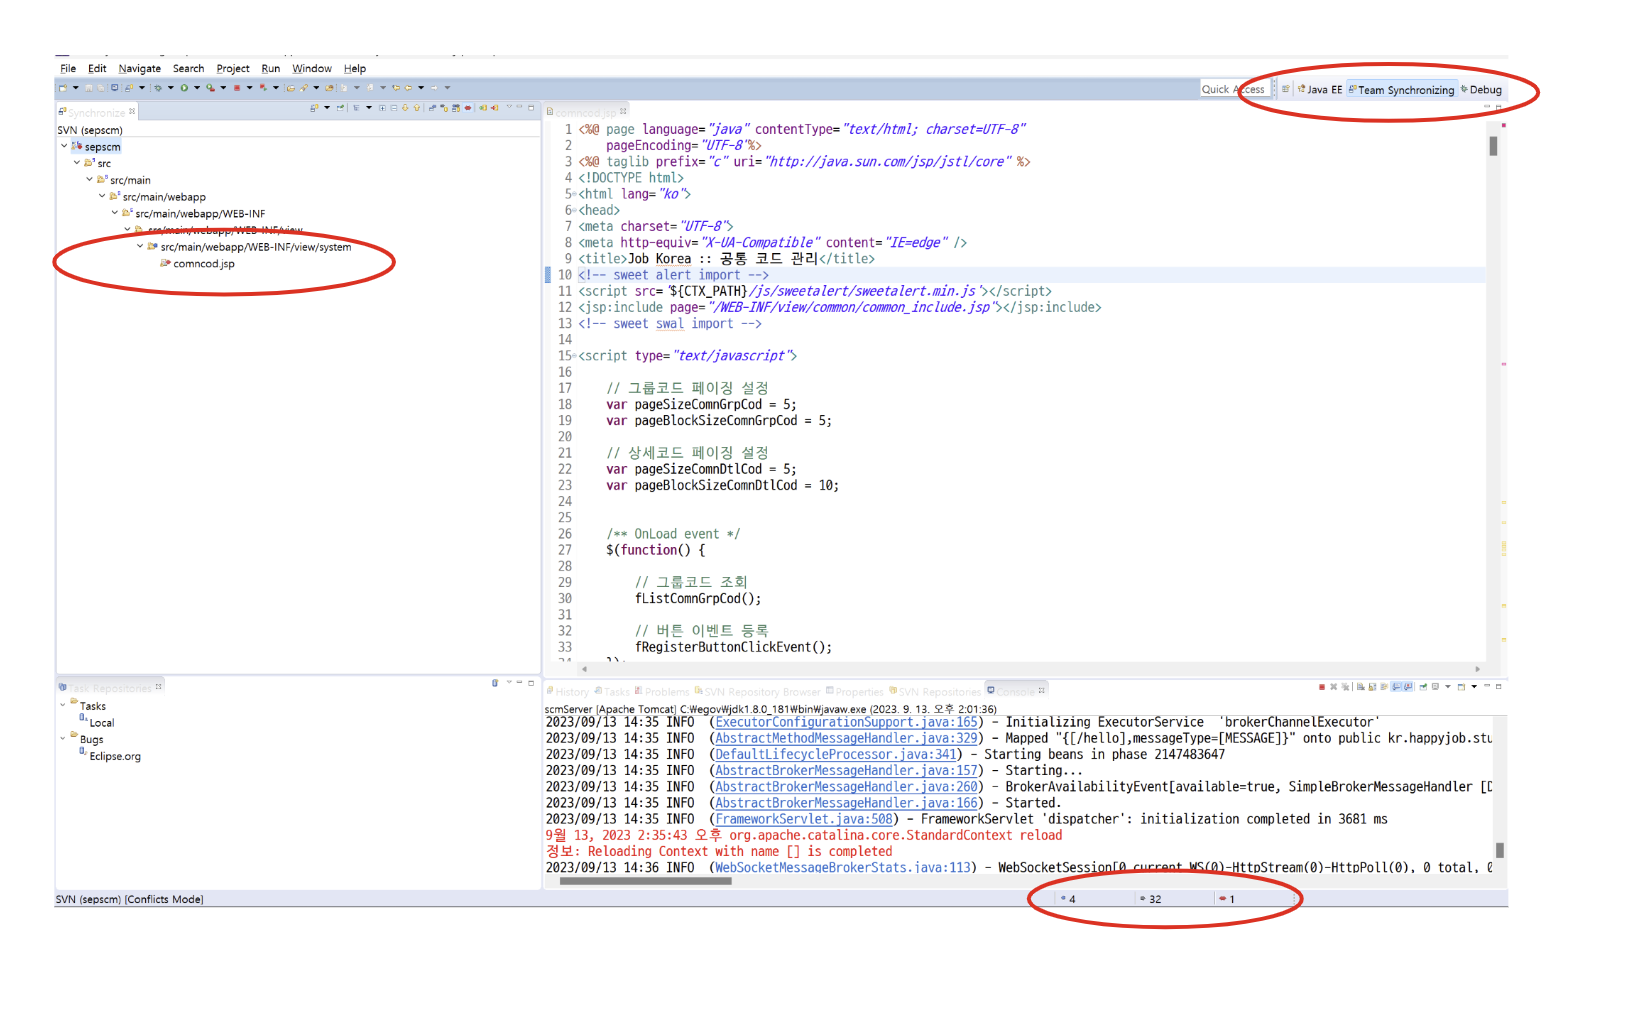 File Edit Navigate Search Project Run Window Help
Quick Access Java EE Team Synchronizing Debug
Synchronize
SVN (sepscm)
sepscm
src
src/main
src/main/webapp
src/main/webapp/WEB-INF
src/main/webapp/WEB-INF/view
src/main/webapp/WEB-INF/view/system
comncod.jsp
comncod.jsp
1 <%@ page language="java" contentType="text/html; charset=UTF-8"
2 pageEncoding="UTF-8"%>
3 <%@ taglib prefix="c" uri="http://java.sun.com/jsp/jstl/core" %>
4 <!DOCTYPE html>
5 <html lang="ko">
6 <head>
7 <meta charset="UTF-8">
8 <meta http-equiv="X-UA-Compatible" content="IE=edge" />
9 <title>Job Korea :: 공통 코드 관리</title>
10 <!-- sweet alert import -->
11 <script src='${CTX_PATH}/js/sweetalert/sweetalert.min.js'></script>
12 <jsp:include page="/WEB-INF/view/common/common_include.jsp"></jsp:include>
13 <!-- sweet swal import -->
14
15 <script type="text/javascript">
16
17 // 그룹코드 페이징 설정
18 var pageSizeComnGrpCod = 5;
19 var pageBlockSizeComnGrpCod = 5;
20
21 // 상세코드 페이징 설정
22 var pageSizeComnDtlCod = 5;
23 var pageBlockSizeComnDtlCod = 10;
24
25
26 /** OnLoad event */
27 $(function() {
28
29 // 그룹코드 조회
30 fListComnGrpCod();
31
32 // 버튼 이벤트 등록
33 fRegisterButtonClickEvent();
34 });
Task Repositories
Tasks
Local
Bugs
Eclipse.org
History Tasks Problems SVN Repository Browser Properties SVN Repositories Console
scmServer [Apache Tomcat] C:₩egov₩jdk1.8.0_181₩bin₩javaw.exe (2023. 9. 13. 오후 2:01:36)
2023/09/13 14:35 INFO (ExecutorConfigurationSupport.java:165) - Initializing ExecutorService 'brokerChannelExecutor'
2023/09/13 14:35 INFO (AbstractMethodMessageHandler.java:329) - Mapped "{[/hello],messageType=[MESSAGE]}" onto public kr.happyjob.stu
2023/09/13 14:35 INFO (DefaultLifecycleProcessor.java:341) - Starting beans in phase 2147483647
2023/09/13 14:35 INFO (AbstractBrokerMessageHandler.java:157) - Starting...
2023/09/13 14:35 INFO (AbstractBrokerMessageHandler.java:260) - BrokerAvailabilityEvent[available=true, SimpleBrokerMessageHandler [D
2023/09/13 14:35 INFO (AbstractBrokerMessageHandler.java:166) - Started.
2023/09/13 14:35 INFO (FrameworkServlet.java:508) - FrameworkServlet 'dispatcher': initialization completed in 3681 ms
9월 13, 2023 2:35:43 오후 org.apache.catalina.core.StandardContext reload
정보: Reloading Context with name [] is completed
2023/09/13 14:36 INFO (WebSocketMessageBrokerStats.java:113) - WebSocketSession[0 current WS(0)-HttpStream(0)-HttpPoll(0), 0 total, 0
SVN (sepscm) [Conflicts Mode] 4 32 1